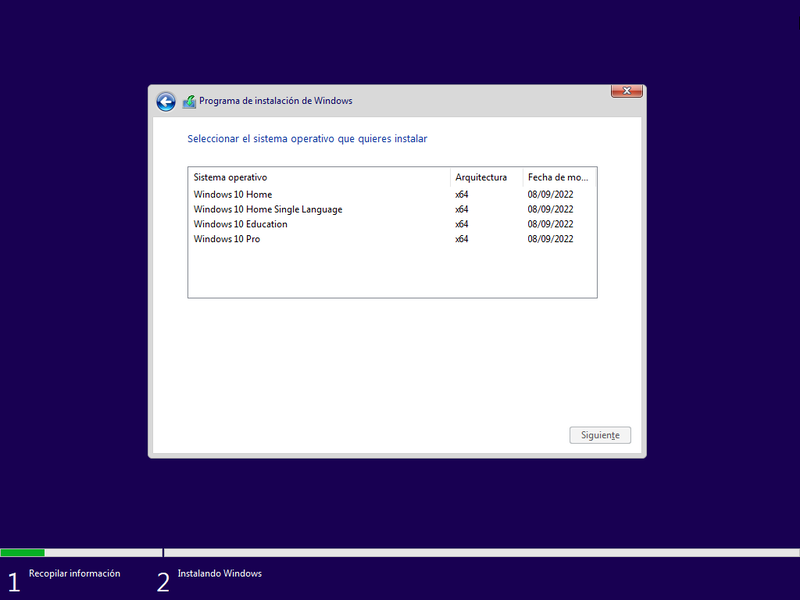 Programa de instalación de Windows
Seleccionar el sistema operativo que quieres instalar
Sistema operativo Arquitectura Fecha de mo...
Windows 10 Home x64 08/09/2022
Windows 10 Home Single Language x64 08/09/2022
Windows 10 Education x64 08/09/2022
Windows 10 Pro x64 08/09/2022
Siguiente
1 Recopilar información 2 Instalando Windows